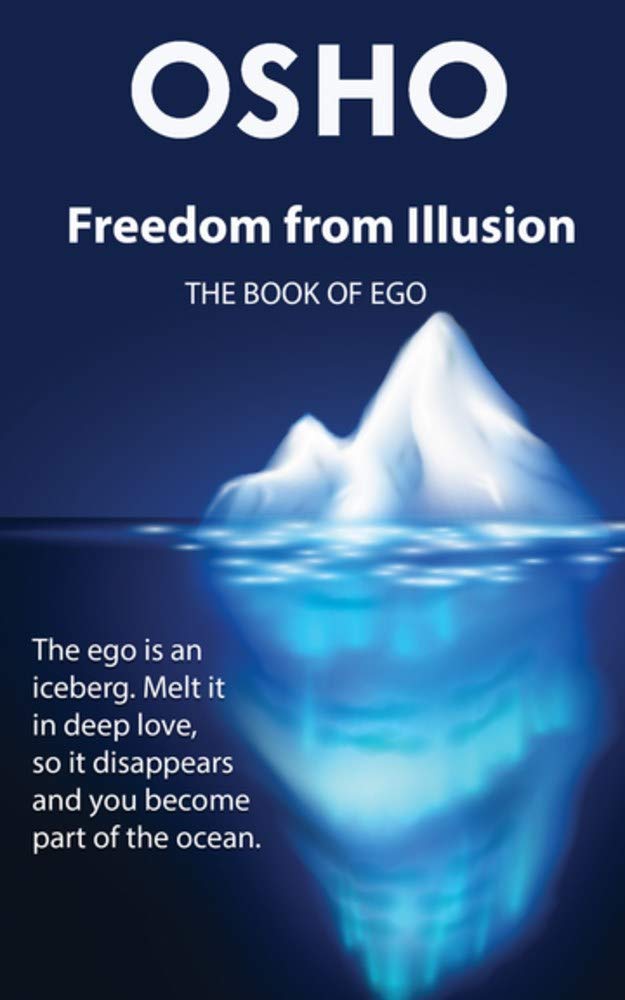 OSHO
Freedom from Illusion
THE BOOK OF EGO
The ego is an
iceberg. Melt it
in deep love,
so it disappears
and you become
part of the ocean.